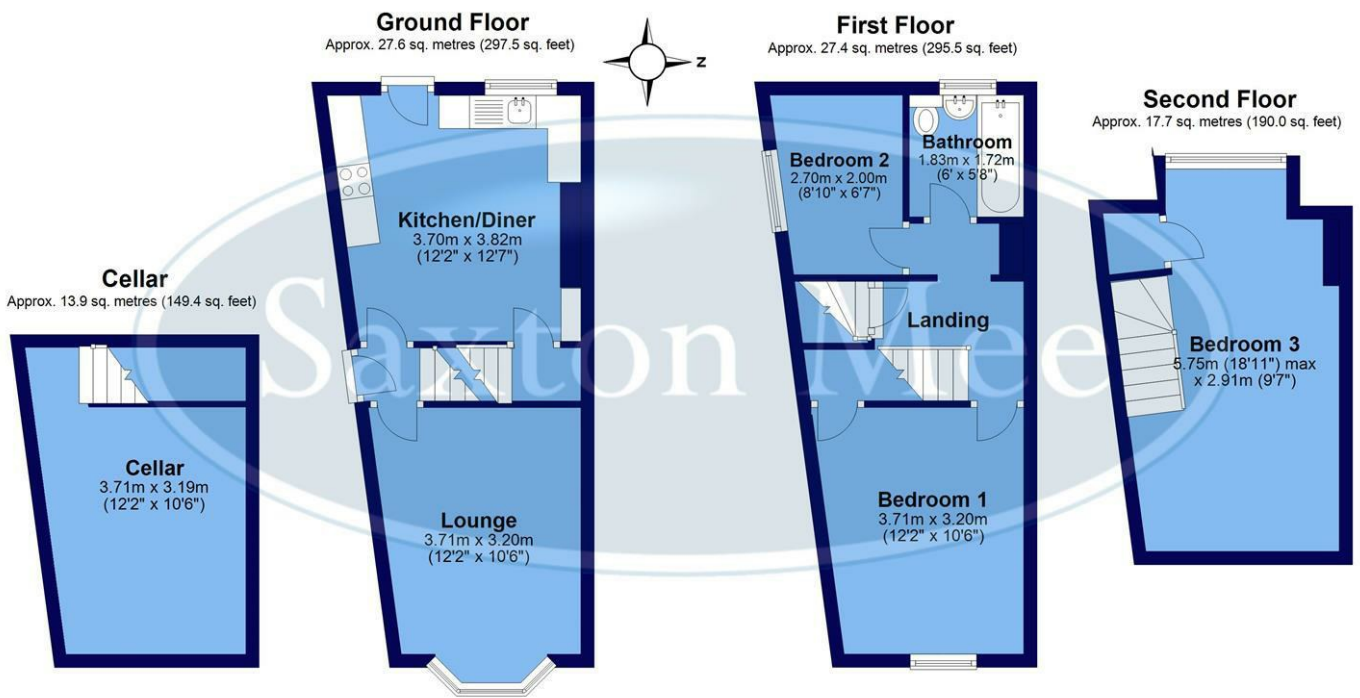 Ground Floor
Approx. 27.6 sq. metres (297.5 sq. feet)
Kitchen/Diner
3.70m x 3.82m
(12'2" x 12'7")
Lounge
3.71m x 3.20m
(12'2" x 10'6")
Cellar
Approx. 13.9 sq. metres (149.4 sq. feet)
Cellar
3.71m x 3.19m
(12'2" x 10'6")
z
First Floor
Approx. 27.4 sq. metres (295.5 sq. feet)
Bedroom 2
2.70m x 2.00m
(8'10" x 6'7")
Bathroom
1.83m x 1.72m
(6' x 5'8")
Landing
Bedroom 1
3.71m x 3.20m
(12'2" x 10'6")
Second Floor
Approx. 17.7 sq. metres (190.0 sq. feet)
Bedroom 3
5.75m (18'11") max
x 2.91m (9'7")
Saxton Mee